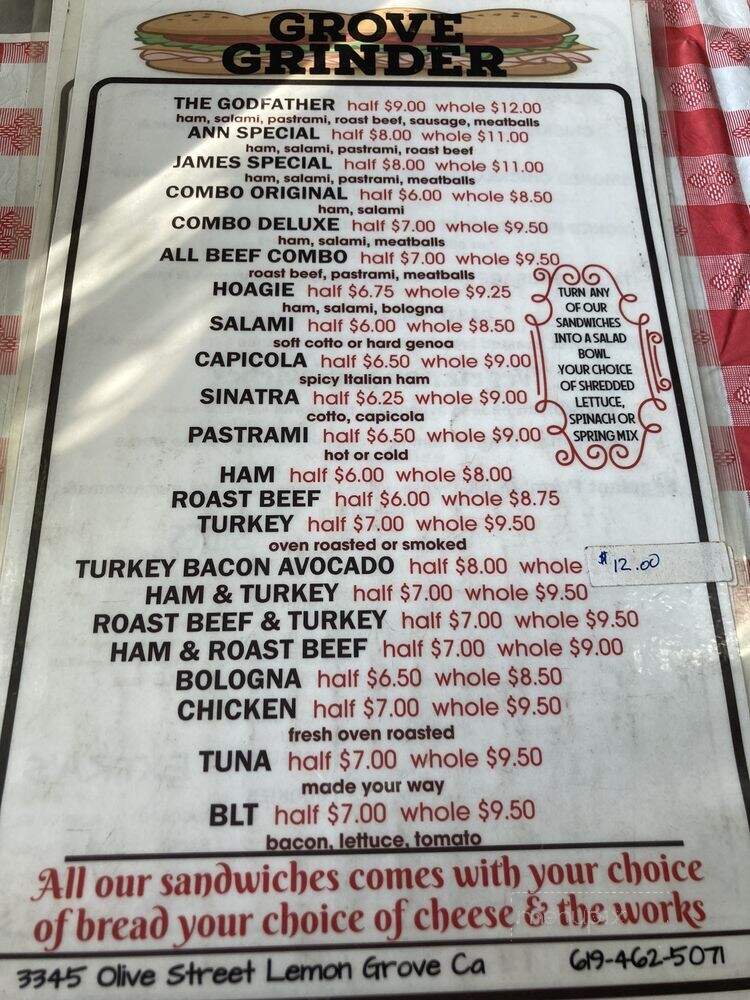 GROVE
GRINDER
THE GODFATHER half $9.00 whole $12.00
ham, salami, pastrami, roast beef, sausage, meatballs
ANN SPECIAL half $8.00 whole $11.00
ham, salami, pastrami, roast beef
JAMES SPECIAL half $8.00 whole $11.00
ham, salami, pastrami, meatballs
COMBO ORIGINAL half $6.00 whole $8.50
ham, salami
COMBO DELUXE half $7.00 whole $9.50
ham, salami, meatballs
ALL BEEF COMBO half $7.00 whole $9.50
roast beef, pastrami, meatballs
HOAGIE half $6.75 whole $9.25
ham, salami, bologna
SALAMI half $6.00 whole $8.50
soft cotto or hard genoa
CAPICOLA half $6.50 whole $9.00
spicy Italian ham
SINATRA half $6.25 whole $9.00
cotto, capicola
PASTRAMI half $6.50 whole $9.00
hot or cold
TURN ANY
OF OUR
SANDWICHES
INTO A SALAD
BOWL
YOUR CHOICE
OF SHREDDED
LETTUCE,
SPINACH OR
SPRING MIX
HAM half $6.00 whole $8.00
ROAST BEEF half $6.00 whole $8.75
TURKEY half $7.00 whole $9.50
oven roasted or smoked
TURKEY BACON AVOCADO half $8.00 whole $12.00
HAM & TURKEY half $7.00 whole $9.50
ROAST BEEF & TURKEY half $7.00 whole $9.50
HAM & ROAST BEEF half $7.00 whole $9.00
BOLOGNA half $6.50 whole $8.50
CHICKEN half $7.00 whole $9.50
fresh oven roasted
TUNA half $7.00 whole $9.50
made your way
BLT half $7.00 whole $9.50
bacon, lettuce, tomato
All our sandwiches comes with your choice
of bread your choice of cheese & the works
3345 Olive Street Lemon Grove Ca 619-462-5071